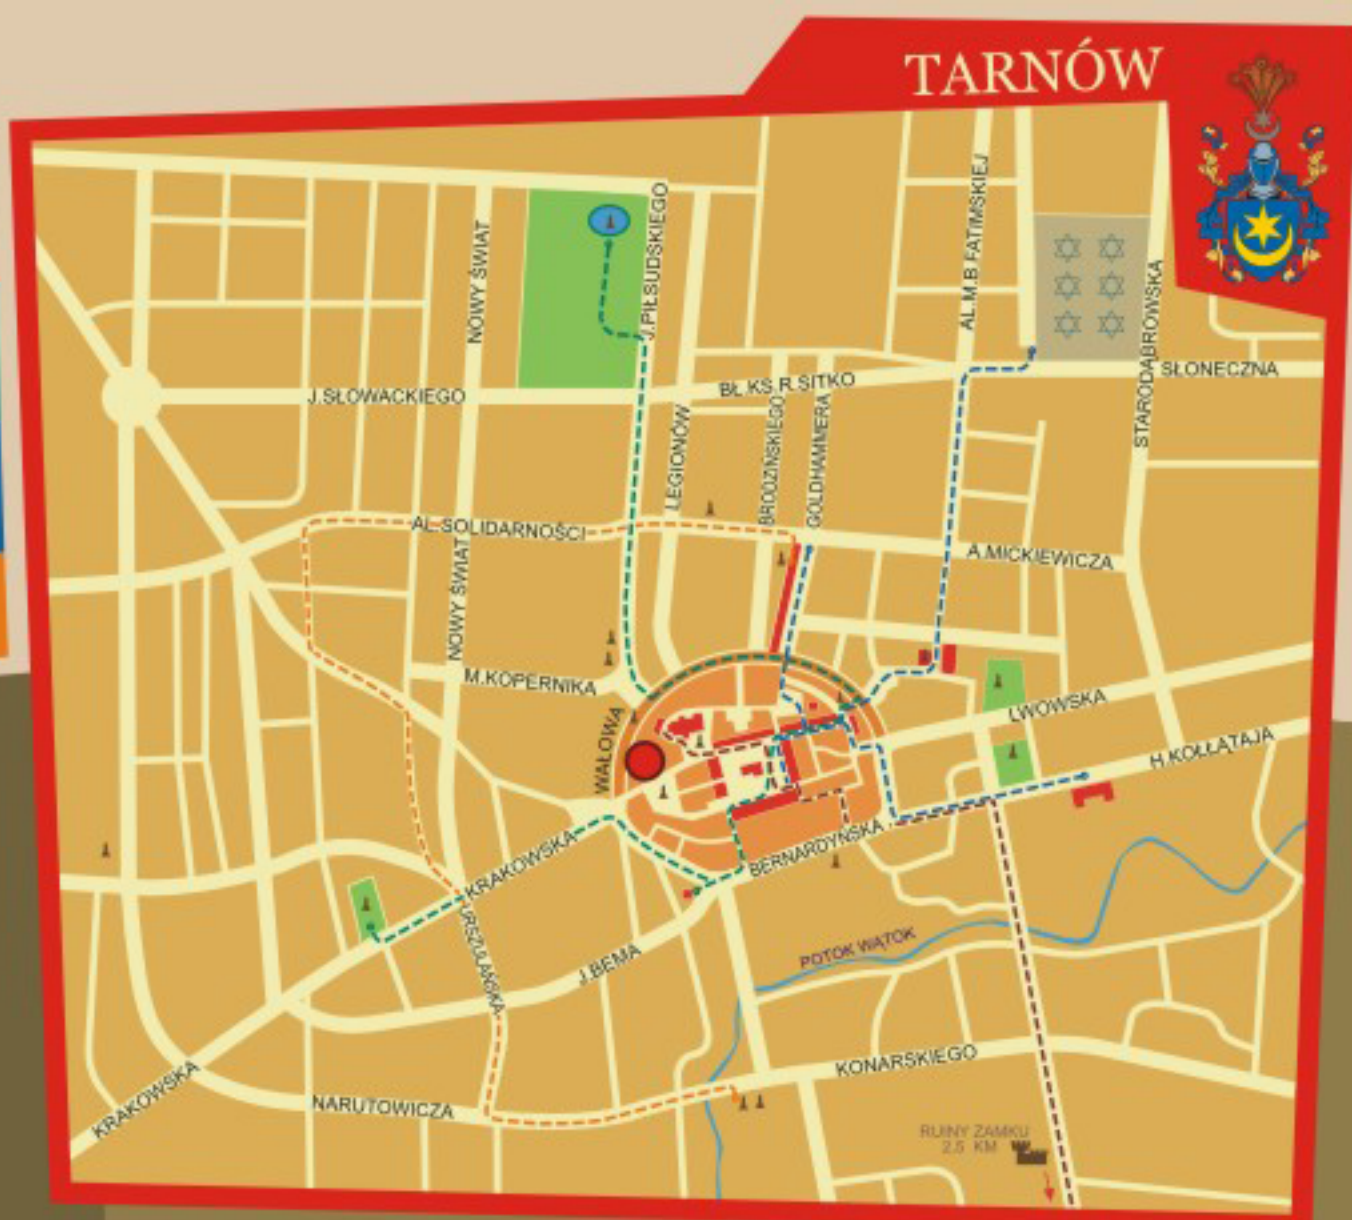 TARNÓW
J.PIŁSUDSKIEGO
NOWY ŚWIAT
AL.M.B FATIMSKIEJ
STARODĄBROWSKA
SŁONECZNA
J.SŁOWACKIEGO
BŁ.KS.R.SITKO
LEGIONÓW
BRODZIŃSKIEGO
GOLDHAMMERA
AL.SOLIDARNOŚCI
A.MICKIEWICZA
NOWY ŚWIAT
M.KOPERNIKA
WAŁOWA
LWOWSKA
H.KOŁŁĄTAJA
BERNARDYŃSKA
KRAKOWSKA
URSZULAŃSKA
J.BEMA
POTOK WĄTOK
KONARSKIEGO
KRAKOWSKA
NARUTOWICZA
RUINY ZAMKU
2,5 KM